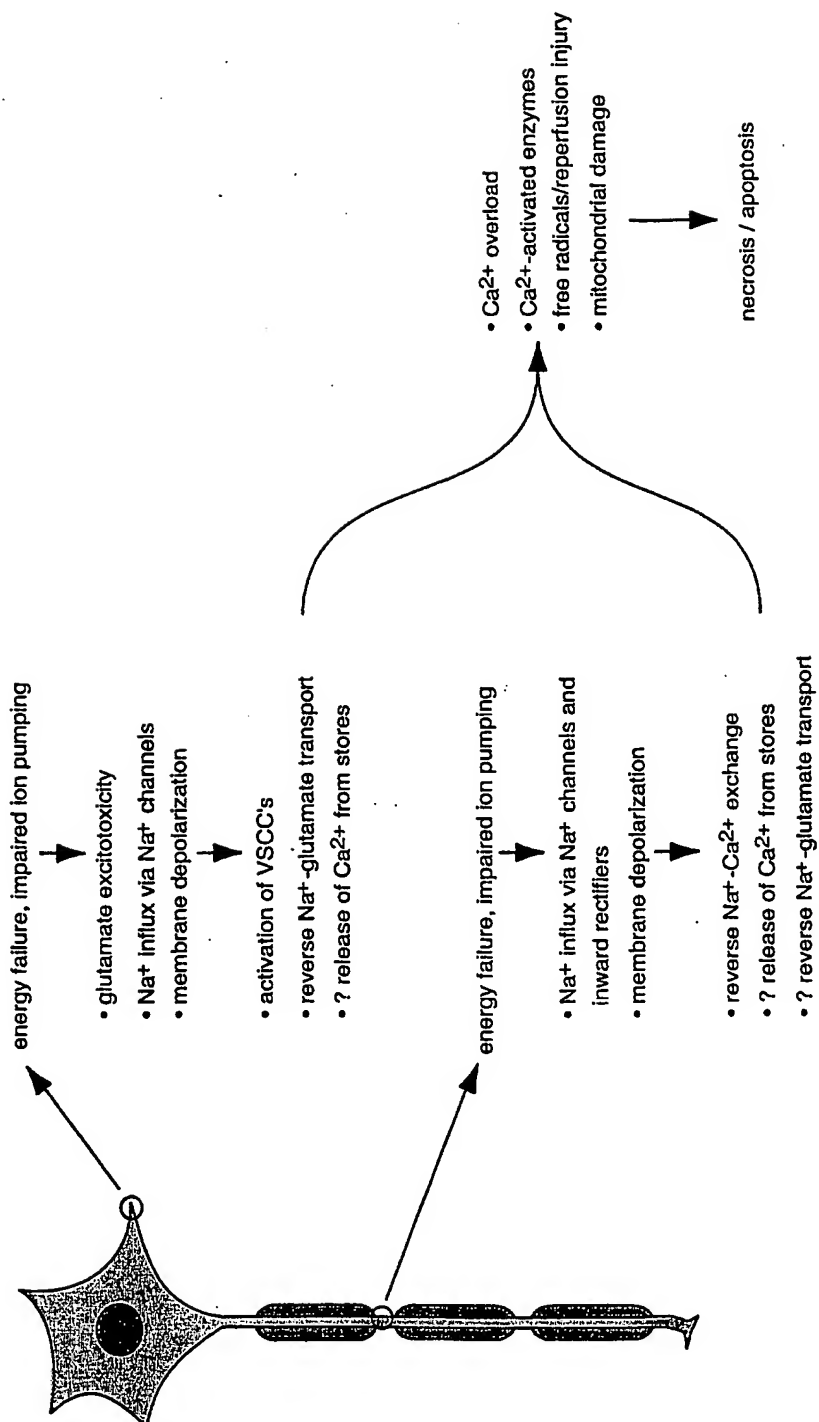 energy failure, impaired ion pumping
• glutamate excitotoxicity
• Na+ influx via Na+ channels
• membrane depolarization
• activation of VSCC's
• reverse Na+-glutamate transport
• ? release of Ca2+ from stores
energy failure, impaired ion pumping
• Na+ influx via Na+ channels and
inward rectifiers
• membrane depolarization
• reverse Na+-Ca2+ exchange
• ? release of Ca2+ from stores
• ? reverse Na+-glutamate transport
• Ca2+ overload
• Ca2+-activated enzymes
• free radicals/reperfusion injury
• mitochondrial damage
necrosis / apoptosis